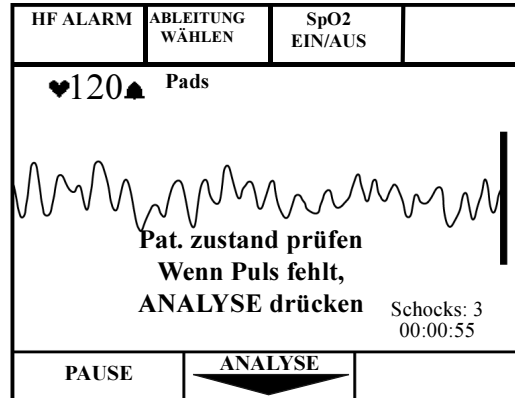 HF ALARM
ABLEITUNG
WÄHLEN
SpO2
EIN/AUS
120
Pads
Pat. zustand prüfen
Wenn Puls fehlt,
ANALYSE drücken
Schocks: 3
00:00:55
PAUSE
ANALYSE